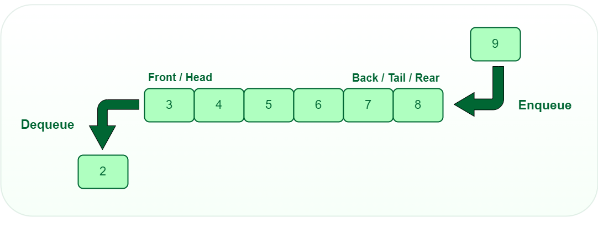 9
Front / Head
Back / Tail / Rear
3 4 5 6 7 8
Enqueue
Dequeue
2